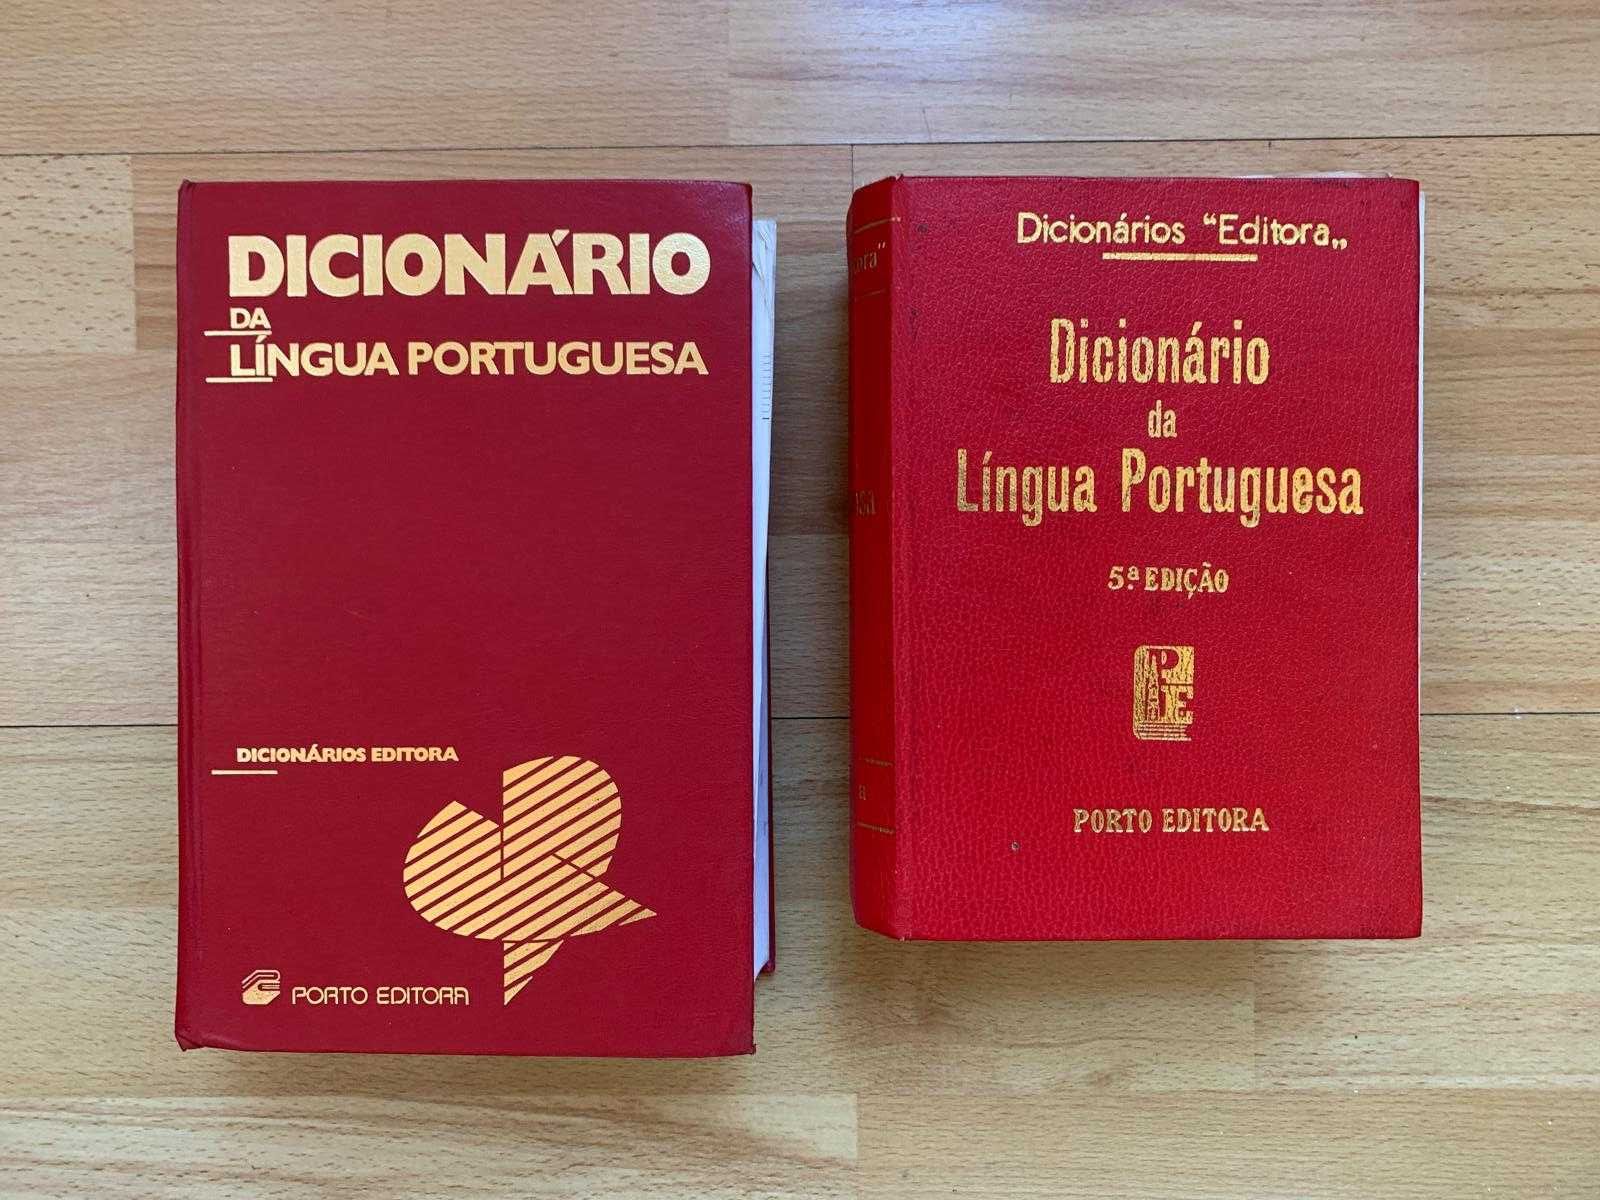 DICIONÁRIO
DA
LÍNGUA PORTUGUESA
DICIONÁRIOS EDITORA
PORTO EDITORA
Dicionários “Editora„
Dicionário
da
Língua Portuguesa
5.ª EDIÇÃO
PE
PORTO EDITORA